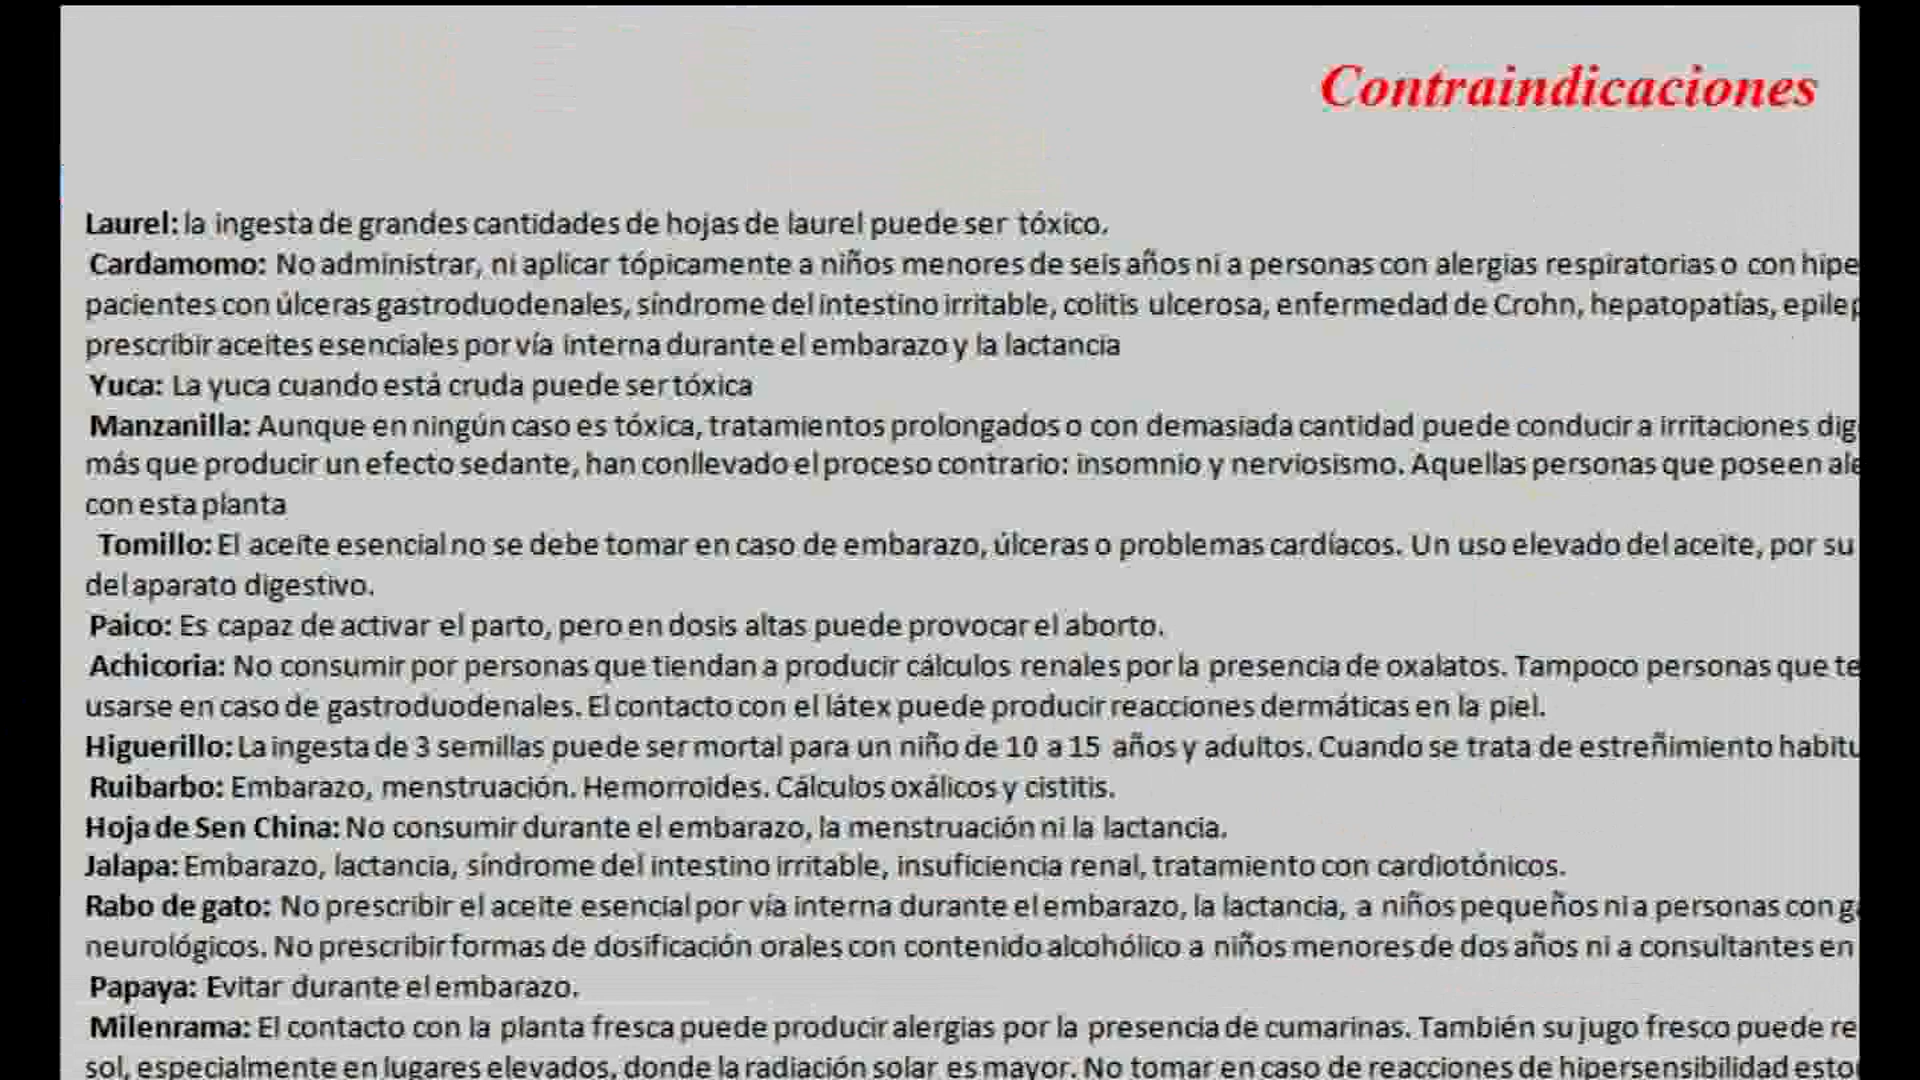 Contraindicaciones
Laurel: la ingesta de grandes cantidades de hojas de laurel puede ser tóxico.
Cardamomo: No administrar, ni aplicar tópicamente a niños menores de seis años ni a personas con alergias respiratorias o con hipe
pacientes con úlceras gastroduodenales, síndrome del intestino irritable, colitis ulcerosa, enfermedad de Crohn, hepatopatías, epilep
prescribir aceites esenciales por vía interna durante el embarazo y la lactancia
Yuca: La yuca cuando está cruda puede ser tóxica
Manzanilla: Aunque en ningún caso es tóxica, tratamientos prolongados o con demasiada cantidad puede conducir a irritaciones dig
más que producir un efecto sedante, han conllevado el proceso contrario: insomnio y nerviosismo. Aquellas personas que poseen ale
con esta planta
Tomillo: El aceite esencial no se debe tomar en caso de embarazo, úlceras o problemas cardíacos. Un uso elevado del aceite, por su
del aparato digestivo.
Paico: Es capaz de activar el parto, pero en dosis altas puede provocar el aborto.
Achicoria: No consumir por personas que tiendan a producir cálculos renales por la presencia de oxalatos. Tampoco personas que te
usarse en caso de gastroduodenales. El contacto con el látex puede producir reacciones dermáticas en la piel.
Higuerillo: La ingesta de 3 semillas puede ser mortal para un niño de 10 a 15 años y adultos. Cuando se trata de estreñimiento habitu
Ruibarbo: Embarazo, menstruación. Hemorroides. Cálculos oxálicos y cistitis.
Hoja de Sen China: No consumir durante el embarazo, la menstruación ni la lactancia.
Jalapa: Embarazo, lactancia, síndrome del intestino irritable, insuficiencia renal, tratamiento con cardiotónicos.
Rabo de gato: No prescribir el aceite esencial por vía interna durante el embarazo, la lactancia, a niños pequeños ni a personas con ga
neurológicos. No prescribir formas de dosificación orales con contenido alcohólico a niños menores de dos años ni a consultantes en
Papaya: Evitar durante el embarazo.
Milenrama: El contacto con la planta fresca puede producir alergias por la presencia de cumarinas. También su jugo fresco puede re
sol, especialmente en lugares elevados, donde la radiación solar es mayor. No tomar en caso de reacciones de hipersensibilidad esto